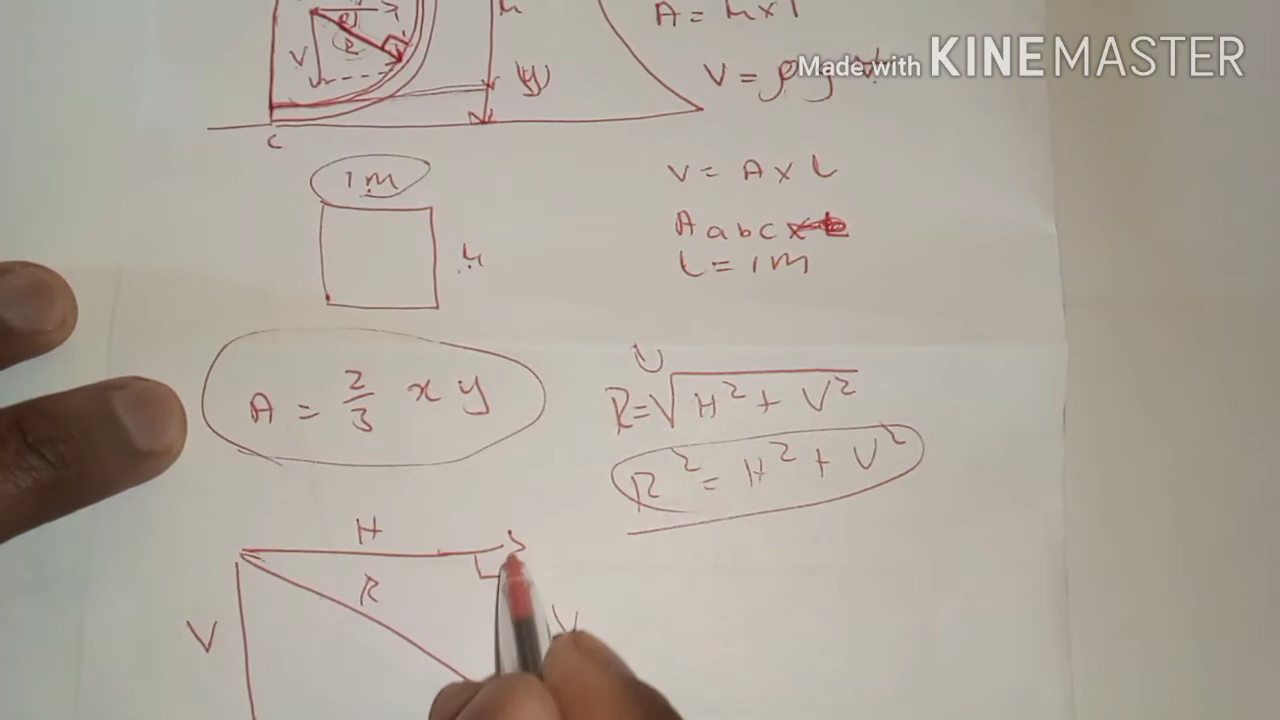 A = h x 1
V
Made with KINEMASTER
V = ρg
y
c
1m
V = A x L
A abc
L = 1m
h
A = 2/3 x y
R = √H² + V²
R² = H² + V²
H
R
V
V